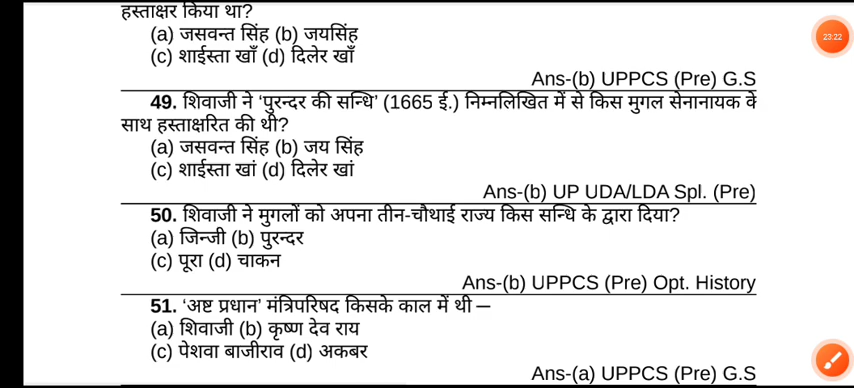 हस्ताक्षर किया था?
(a) जसवन्त सिंह (b) जयसिंह
(c) शाईस्ता खाँ (d) दिलेर खाँ
Ans-(b) UPPCS (Pre) G.S
49. शिवाजी ने ‘पुरन्दर की सन्धि’ (1665 ई.) निम्नलिखित में से किस मुगल सेनानायक के
साथ हस्ताक्षरित की थी?
(a) जसवन्त सिंह (b) जय सिंह
(c) शाईस्ता खां (d) दिलेर खां
Ans-(b) UP UDA/LDA Spl. (Pre)
50. शिवाजी ने मुगलों को अपना तीन-चौथाई राज्य किस सन्धि के द्वारा दिया?
(a) जिन्जी (b) पुरन्दर
(c) पूरा (d) चाकन
Ans-(b) UPPCS (Pre) Opt. History
51. ‘अष्ट प्रधान’ मंत्रिपरिषद किसके काल में थी —
(a) शिवाजी (b) कृष्ण देव राय
(c) पेशवा बाजीराव (d) अकबर
Ans-(a) UPPCS (Pre) G.S
23:22